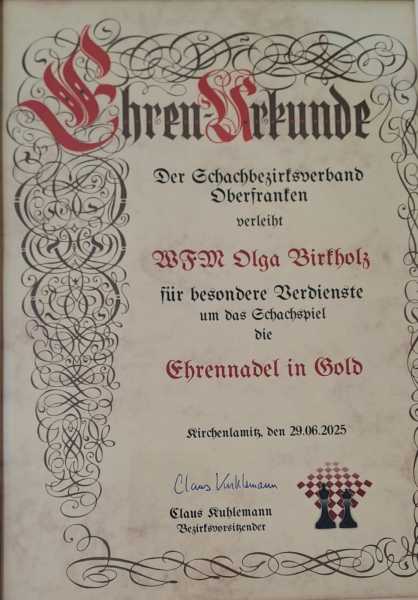 Ehren-Urkunde
Der Schachbezirksverband
Oberfranken
verleiht
WFM Olga Birkholz
für besondere Verdienste
um das Schachspiel
die
Ehrennadel in Gold
Kirchenlamitz, den 29.06.2025
Claus Kuhlemann
Claus Kuhlemann
Bezirksvorsitzender